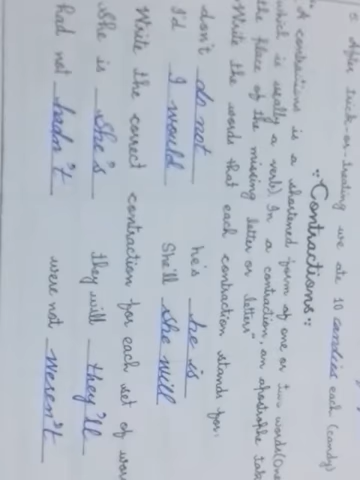 5. After trick-or-treating we ate 10 candies each (candy)
"Contractions":
"A contractions is a shortened form of one or two words (One
which is usually a verb). In a contraction, an apostrophe tak
the place of the missing letter or letters"
Write the words that each contraction stands for.
don't do not he's he is
I'd I would She'll she will
Write the correct contraction for each set of wor
She is She's they will they'll
had not hadn't were not weren't